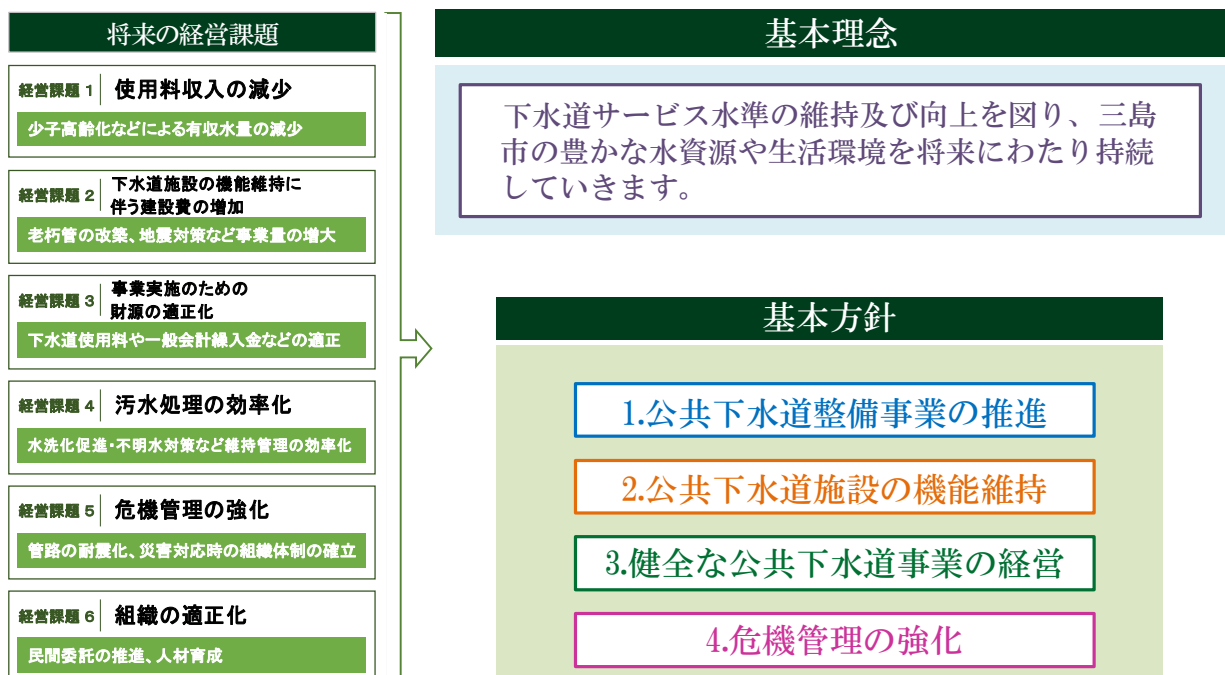 将来の経営課題
経営課題 1 使用料収入の減少
少子高齢化などによる有収水量の減少
経営課題 2 下水道施設の機能維持に
伴う建設費の増加
老朽管の改築、地震対策など事業量の増大
経営課題 3 事業実施のための
財源の適正化
下水道使用料や一般会計繰入金などの適正
経営課題 4 汚水処理の効率化
水洗化促進・不明水対策など維持管理の効率化
経営課題 5 危機管理の強化
管路の耐震化、災害対応時の組織体制の確立
経営課題 6 組織の適正化
民間委託の推進、人材育成
基本理念
下水道サービス水準の維持及び向上を図り、三島
市の豊かな水資源や生活環境を将来にわたり持続
していきます。
基本方針
1.公共下水道整備事業の推進
2.公共下水道施設の機能維持
3.健全な公共下水道事業の経営
4.危機管理の強化